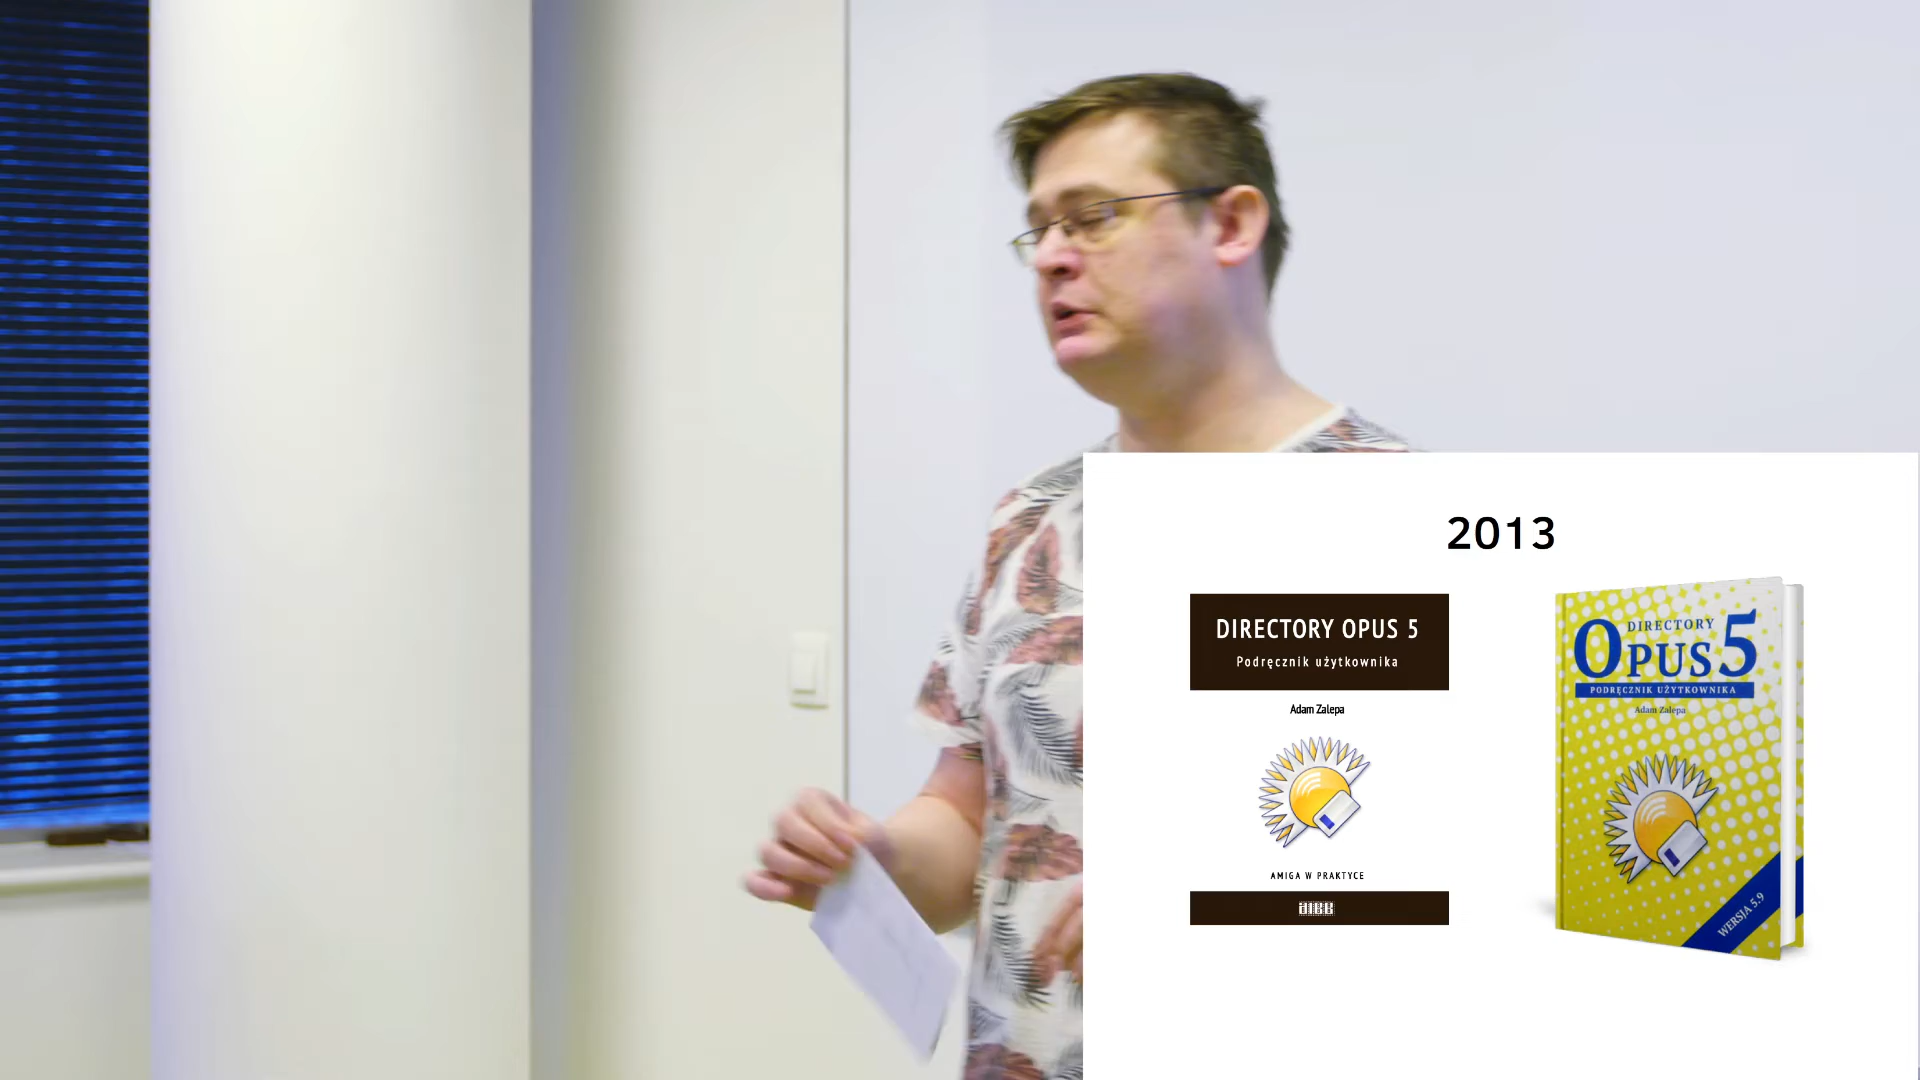 2013
DIRECTORY OPUS 5
Podręcznik użytkownika
Adam Zalepa
AMIGA W PRAKTYCE
DIRECTORY
OPUS 5
PODRĘCZNIK UŻYTKOWNIKA
Adam Zalepa
WERSJA 5.9